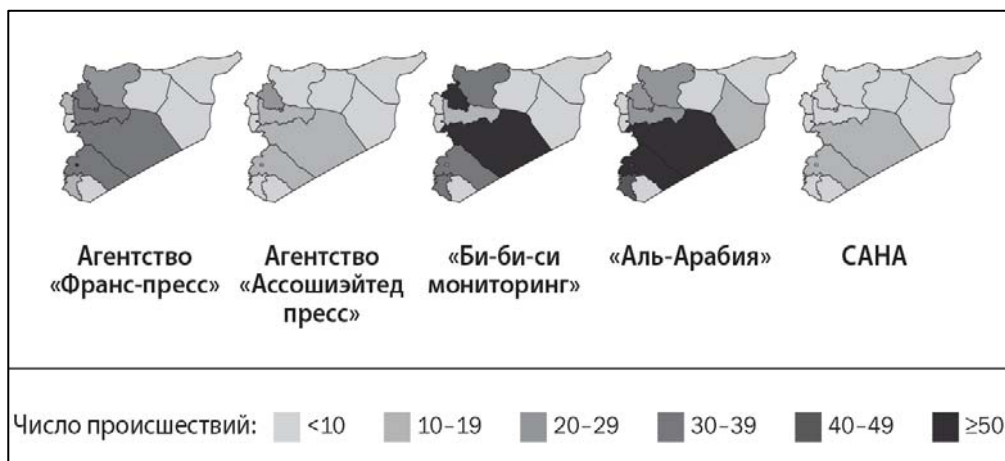 Агентство
«Франс-пресс»
Агентство
«Ассошиэйтед
пресс»
«Би-би-си
мониторинг»
«Аль-Арабия»
САНА
Число происшествий: <10 10–19 20–29 30–39 40–49 ≥50